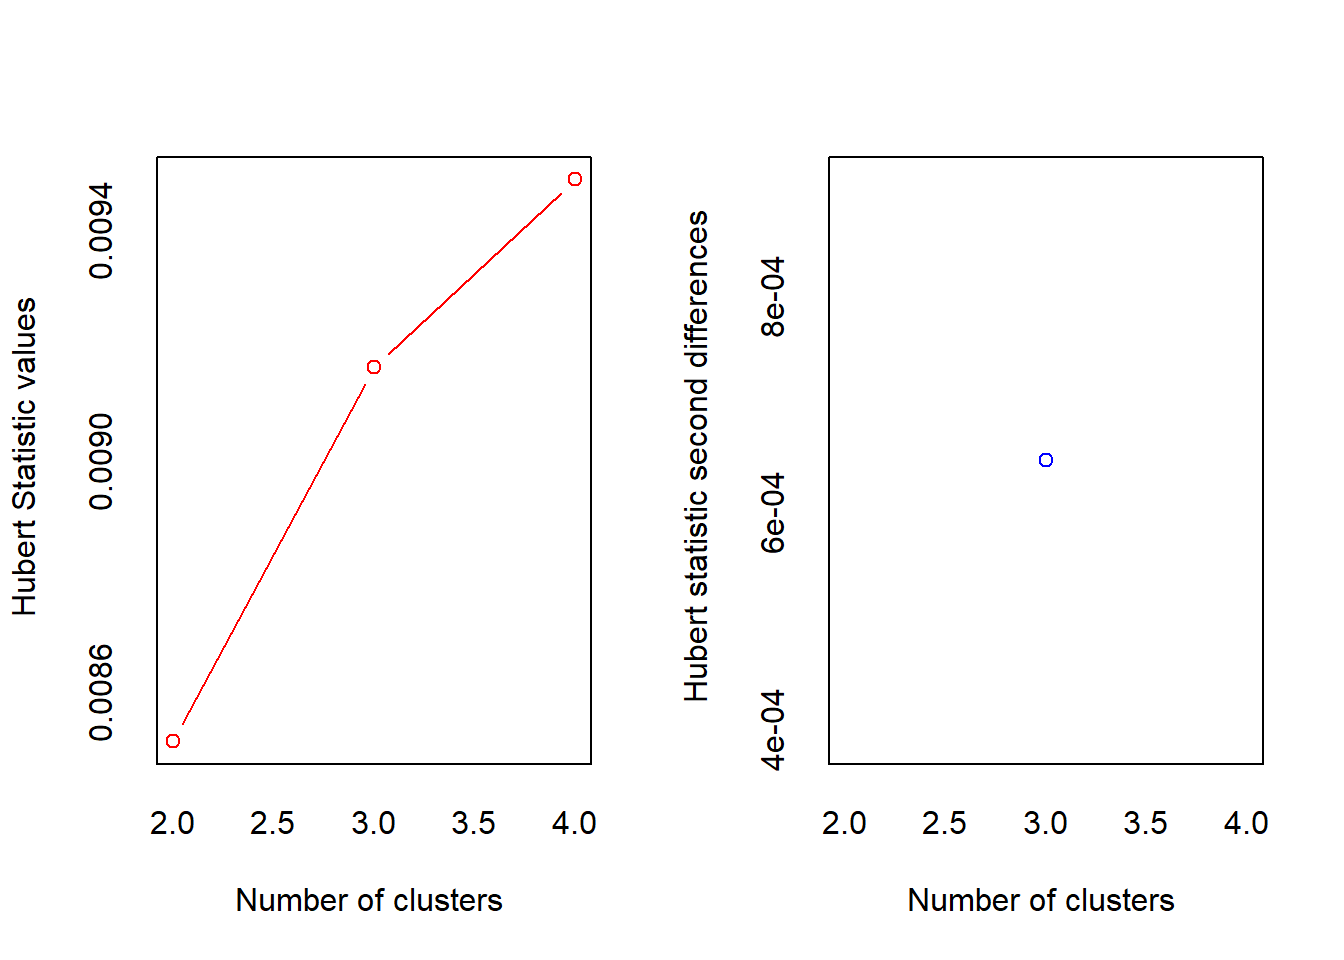 Hubert Statistic values
0.0094
0.0090
0.0086
2.0 2.5 3.0 3.5 4.0
Number of clusters
Hubert statistic second differences
8e-04
6e-04
4e-04
2.0 2.5 3.0 3.5 4.0
Number of clusters